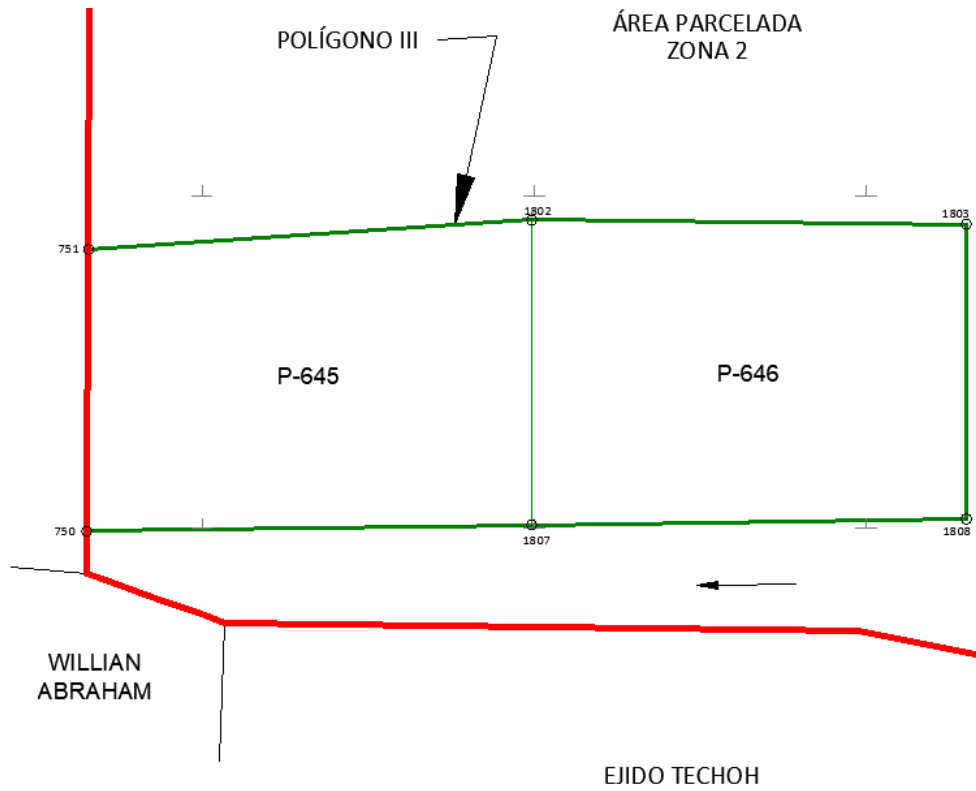 POLÍGONO III
ÁREA PARCELADA
ZONA 2
1802
1803
751
P-645
P-646
750
1807
1808
WILLIAN
ABRAHAM
EJIDO TECHOH